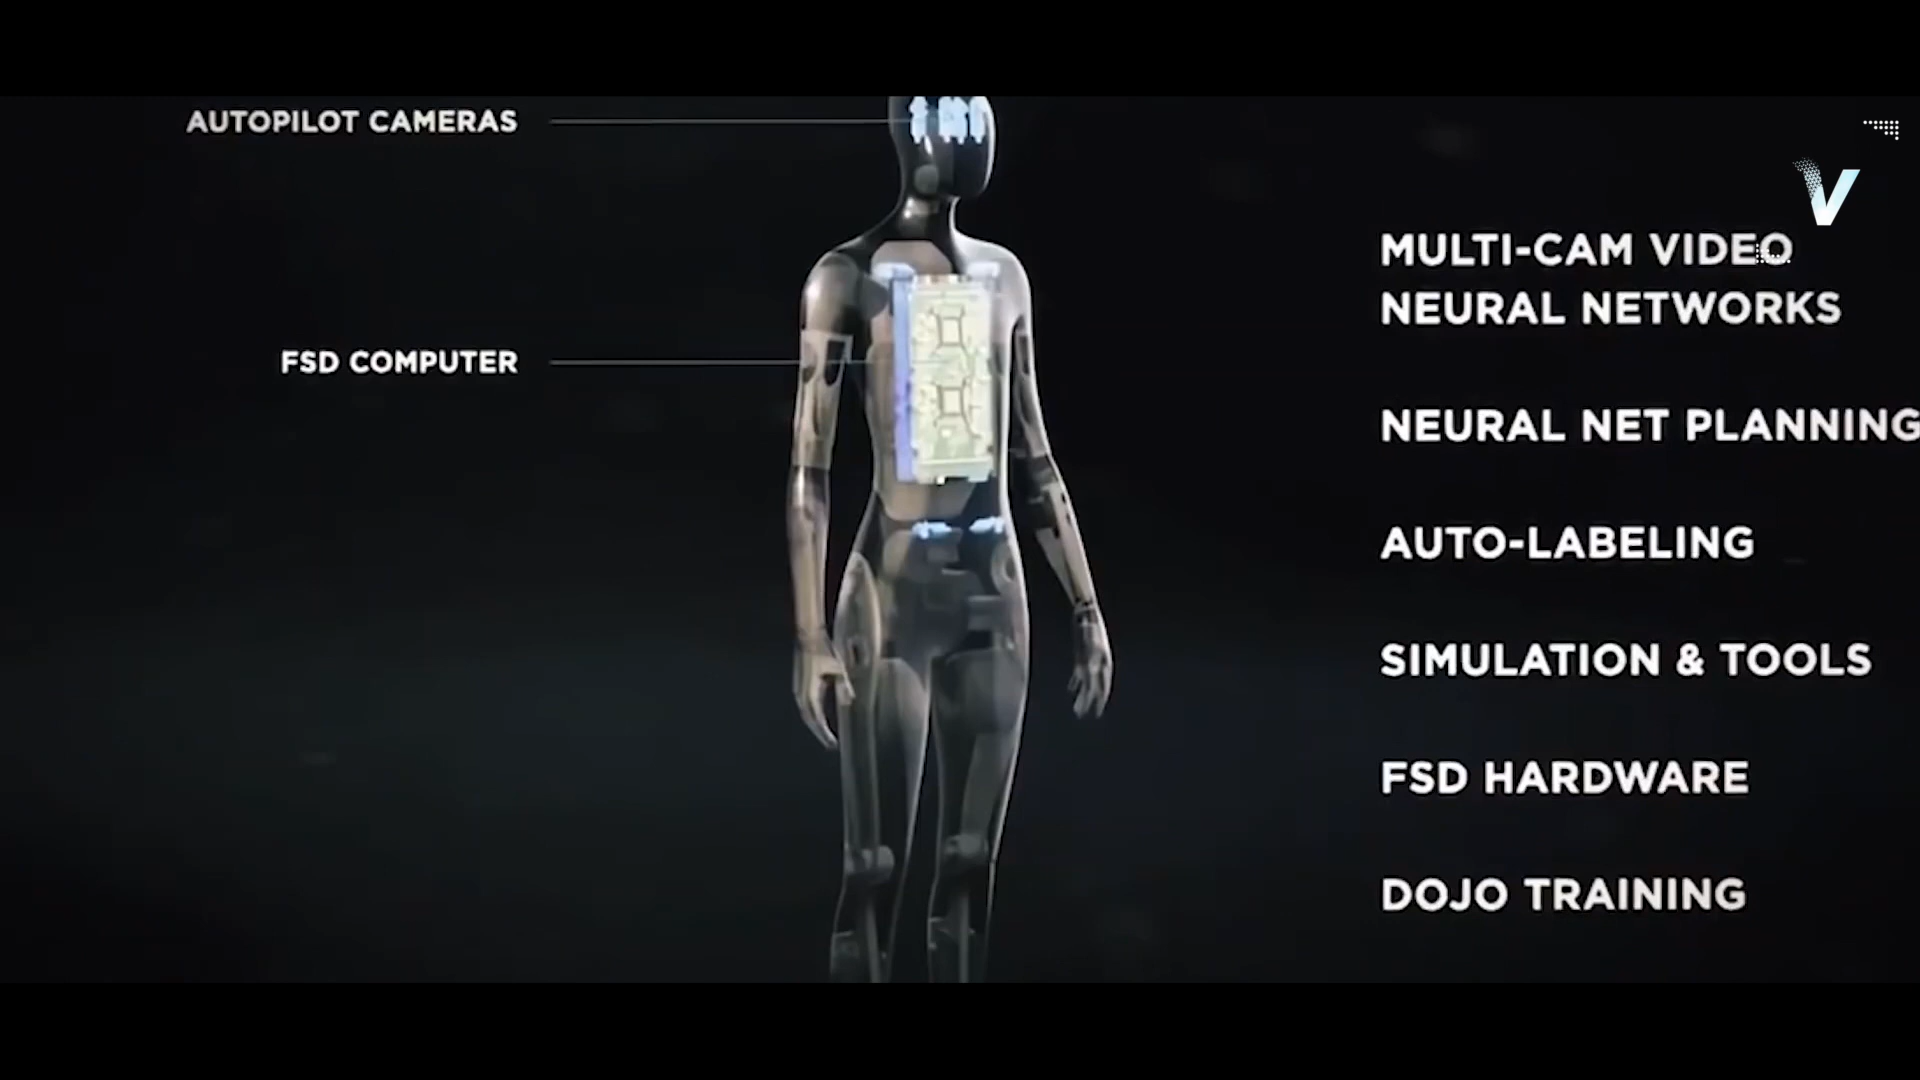 AUTOPILOT CAMERAS
FSD COMPUTER
V
MULTI-CAM VIDEO
NEURAL NETWORKS
NEURAL NET PLANNING
AUTO-LABELING
SIMULATION & TOOLS
FSD HARDWARE
DOJO TRAINING